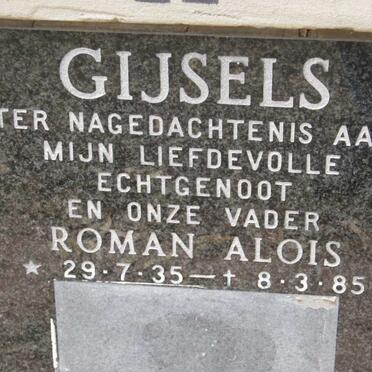 GIJSELS
TER NAGEDACHTENIS AA
MIJN LIEFDEVOLLE
ECHTGENOOT
EN ONZE VADER
ROMAN ALOIS
★ 29·7·35 — † 8·3·85